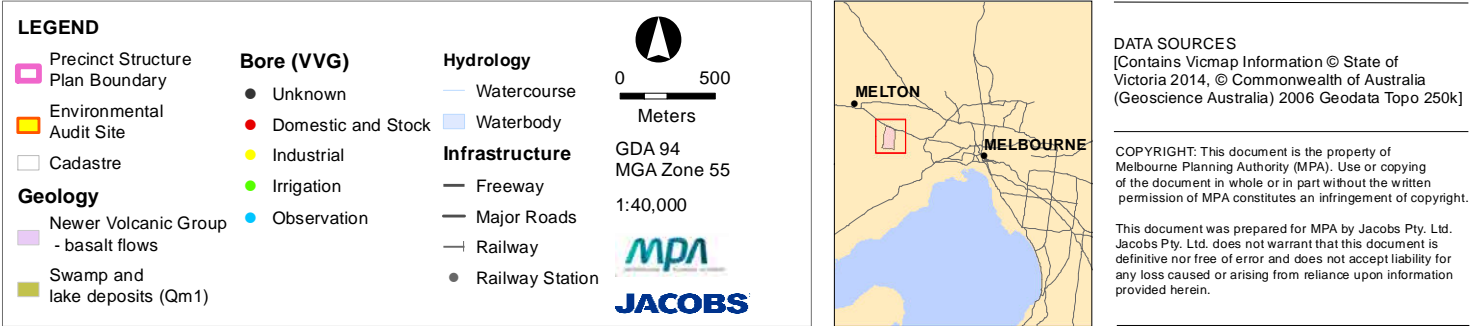 LEGEND
Precinct Structure
Plan Boundary
Environmental
Audit Site
Cadastre
Geology
Newer Volcanic Group
- basalt flows
Swamp and
lake deposits (Qm1)
Bore (VVG)
Unknown
Domestic and Stock
Industrial
Irrigation
Observation
Hydrology
Watercourse
Waterbody
Infrastructure
Freeway
Major Roads
Railway
Railway Station
0 500
Meters
GDA 94
MGA Zone 55
1:40,000
MPA
JACOBS
MELTON
MELBOURNE
DATA SOURCES
[Contains Vicmap Information © State of
Victoria 2014, © Commonwealth of Australia
(Geoscience Australia) 2006 Geodata Topo 250k]
COPYRIGHT: This document is the property of
Melbourne Planning Authority (MPA). Use or copying
of the document in whole or in part without the written
permission of MPA constitutes an infringement of copyright.
This document was prepared for MPA by Jacobs Pty. Ltd.
Jacobs Pty. Ltd. does not warrant that this document is
definitive nor free of error and does not accept liability for
any loss caused or arising from reliance upon information
provided herein.